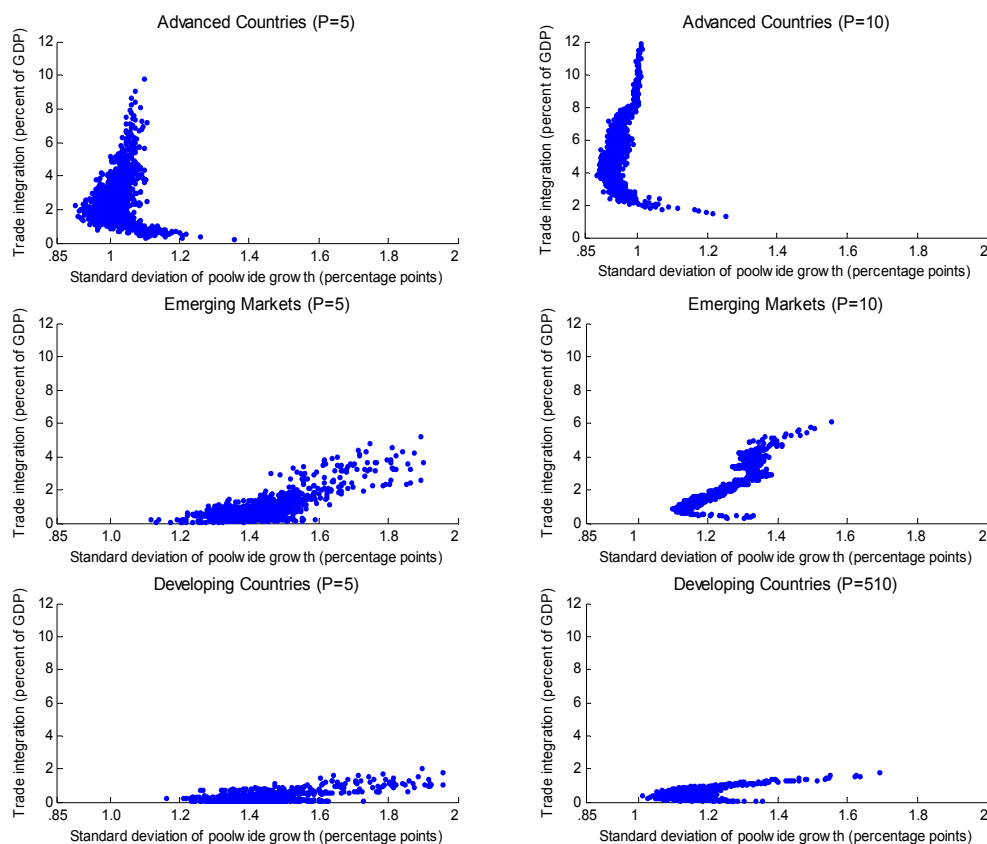 Advanced Countries (P=5)
Trade integration (percent of GDP)
12
10
8
6
4
2
0
.85 1.0 1.2 1.4 1.6 1.8 2
Standard deviation of poolwide growth (percentage points)
Advanced Countries (P=10)
Trade integration (percent of GDP)
12
10
8
6
4
2
0
.85 1 1.2 1.4 1.6 1.8 2
Standard deviation of poolwide growth (percentage points)
Emerging Markets (P=5)
Trade integration (percent of GDP)
12
10
8
6
4
2
0
.85 1.0 1.2 1.4 1.6 1.8 2
Standard deviation of poolwide growth (percentage points)
Emerging Markets (P=10)
Trade integration (percent of GDP)
12
10
8
6
4
2
0
.85 1 1.2 1.4 1.6 1.8 2
Standard deviation of poolwide growth (percentage points)
Developing Countries (P=5)
Trade integration (percent of GDP)
12
10
8
6
4
2
0
.85 1.0 1.2 1.4 1.6 1.8 2
Standard deviation of poolwide growth (percentage points)
Developing Countries (P=510)
Trade integration (percent of GDP)
12
10
8
6
4
2
0
.85 1 1.2 1.4 1.6 1.8 2
Standard deviation of poolwide growth (percentage points)